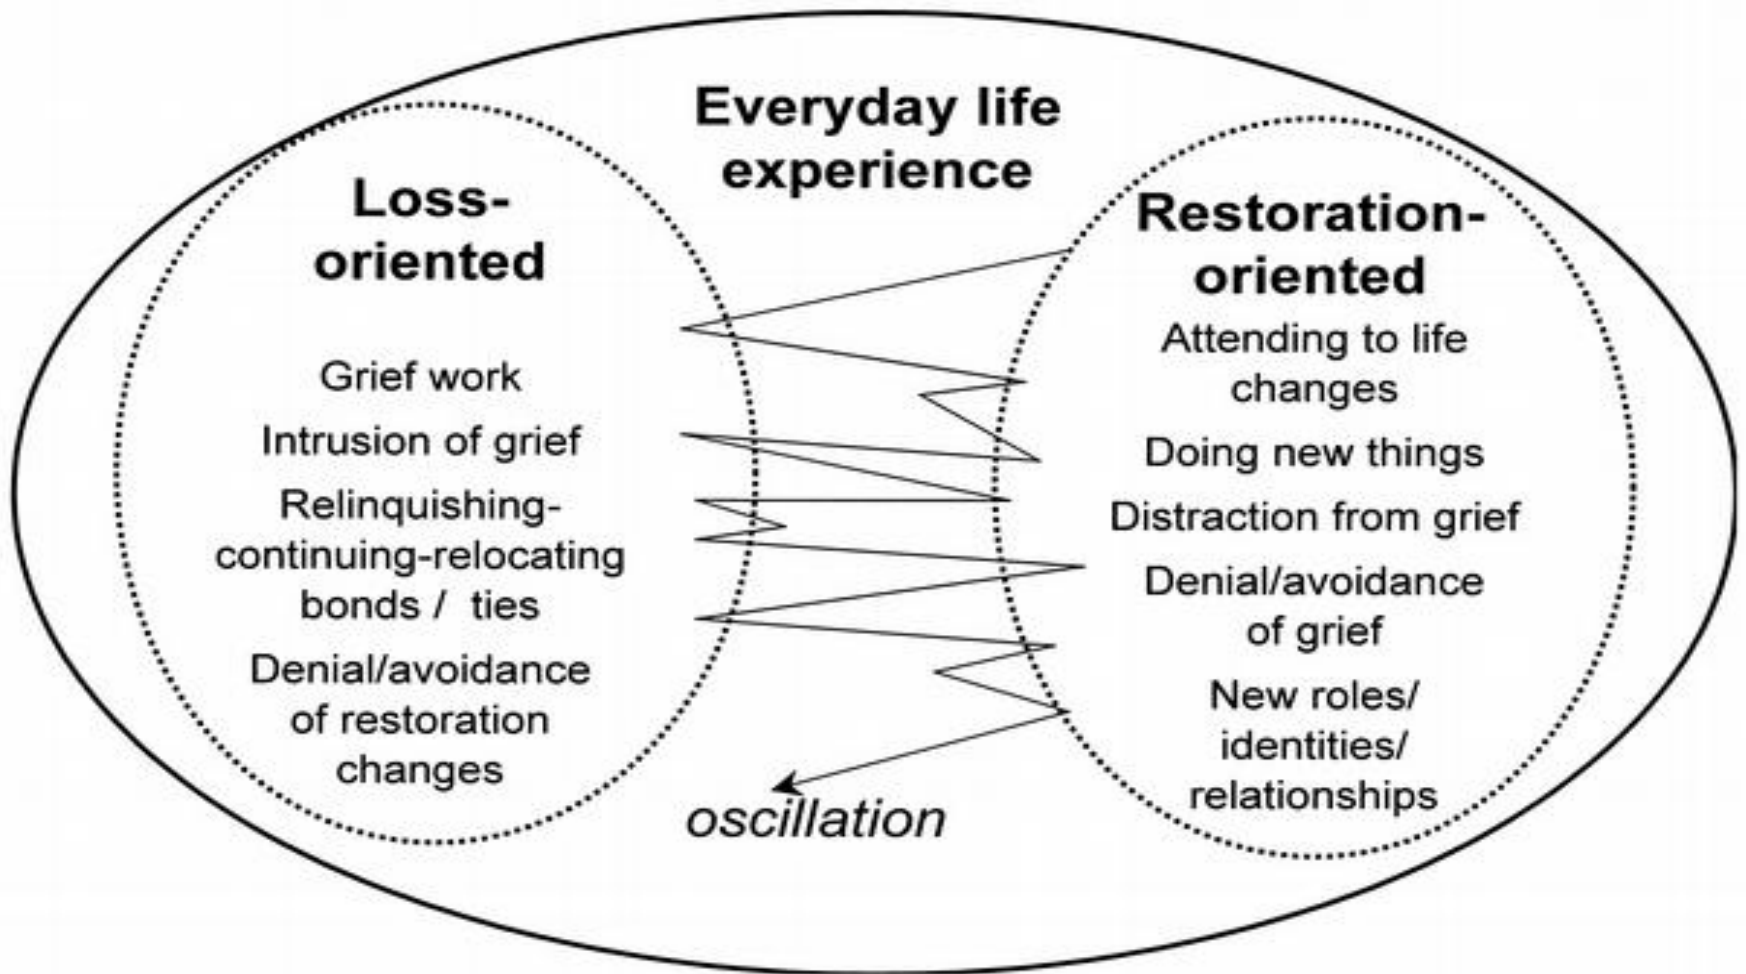 Everyday life
experience
Loss-
oriented
Grief work
Intrusion of grief
Relinquishing-
continuing-relocating
bonds / ties
Denial/avoidance
of restoration
changes
Restoration-
oriented
Attending to life
changes
Doing new things
Distraction from grief
Denial/avoidance
of grief
New roles/
identities/
relationships
oscillation